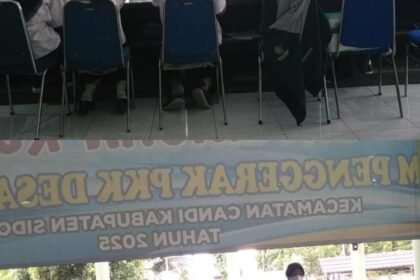 M PENGGERAK PKK DESA
KECAMATAN CANDI KABUPATEN SIDO
TAHUN 2025